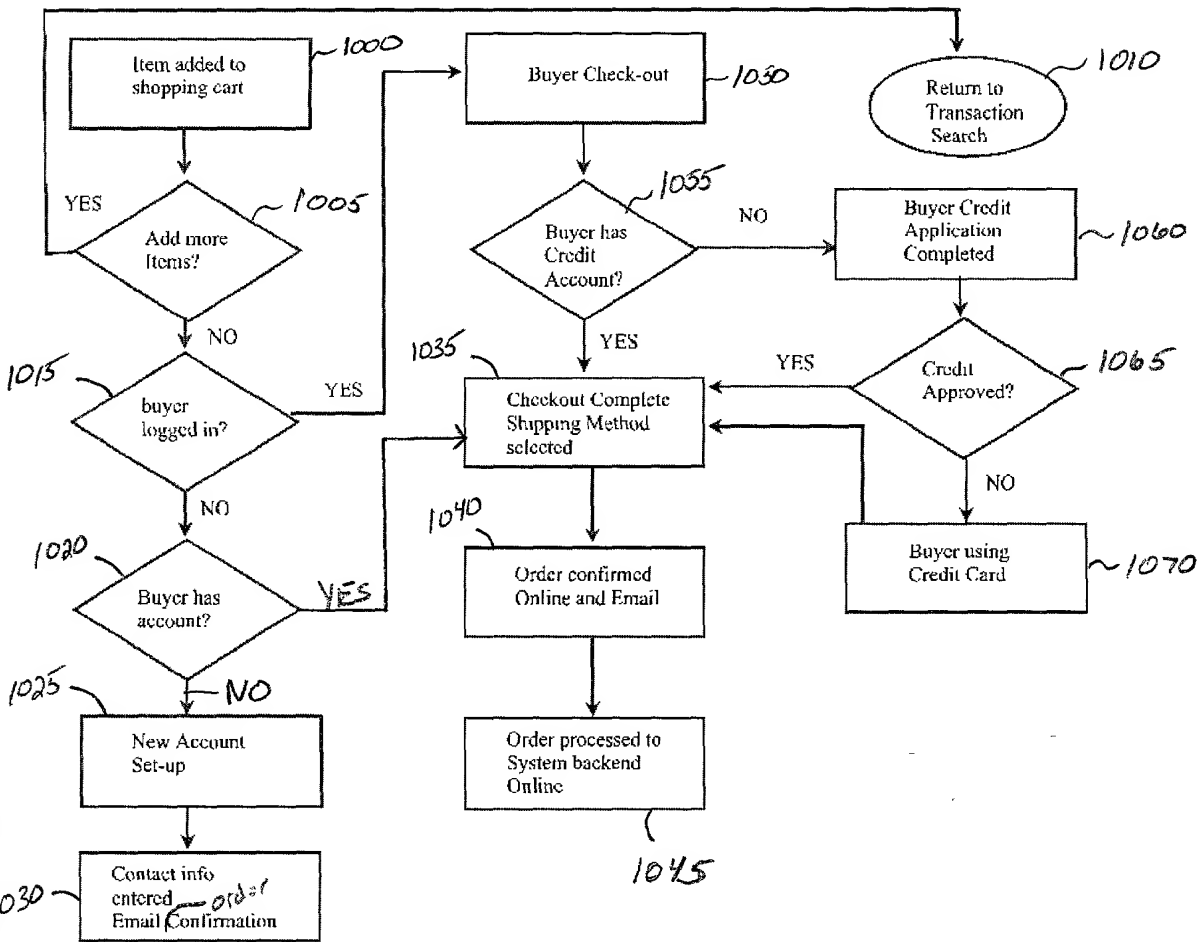 1000
Item added to
shopping cart
Buyer Check-out
1050
1010
Return to
Transaction
Search
YES
1005
Add more
Items?
1055
Buyer has
Credit
Account?
NO
Buyer Credit
Application
Completed
1060
NO
1015
buyer
logged in?
YES
YES
1035
Checkout Complete
Shipping Method
selected
YES
Credit
Approved?
1065
NO
NO
1020
Buyer has
account?
YES
1040
Order confirmed
Online and Email
Buyer using
Credit Card
1070
NO
1025
New Account
Set-up
Order processed to
System backend
Online
1045
1030
Contact info
entered
order
Email Confirmation